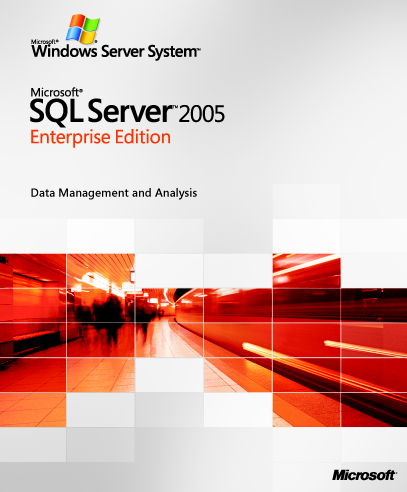 Microsoft®
Windows Server System™
Microsoft®
SQL Server™ 2005
Enterprise Edition
Data Management and Analysis
Microsoft®